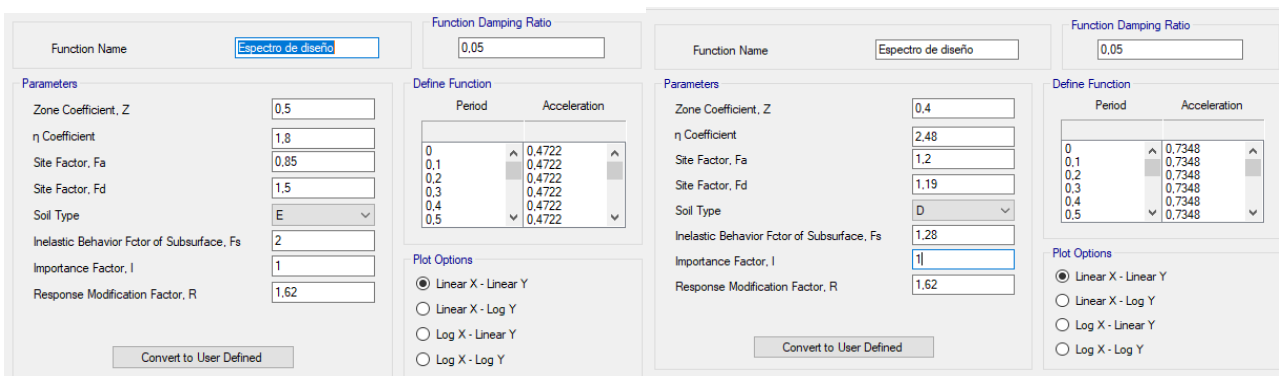 Function Damping Ratio
Function Name Espectro de diseño 0,05
Parameters
Define Function
Zone Coefficient, Z 0,5
Period Acceleration
η Coefficient 1,8
Site Factor, Fa 0,85
Site Factor, Fd 1,5
Soil Type E
Inelastic Behavior Fctor of Subsurface, Fs 2
Importance Factor, I 1
Response Modification Factor, R 1,62
0 0,4722
0,1 0,4722
0,2 0,4722
0,3 0,4722
0,4 0,4722
0,5 0,4722
Plot Options
Linear X - Linear Y
Linear X - Log Y
Log X - Linear Y
Log X - Log Y
Convert to User Defined
Function Damping Ratio
Function Name Espectro de diseño 0,05
Parameters
Define Function
Zone Coefficient, Z 0,4
Period Acceleration
η Coefficient 2,48
Site Factor, Fa 1,2
Site Factor, Fd 1,19
Soil Type D
Inelastic Behavior Fctor of Subsurface, Fs 1,28
Importance Factor, I 1
Response Modification Factor, R 1,62
0 0,7348
0,1 0,7348
0,2 0,7348
0,3 0,7348
0,4 0,7348
0,5 0,7348
Plot Options
Linear X - Linear Y
Linear X - Log Y
Log X - Linear Y
Log X - Log Y
Convert to User Defined